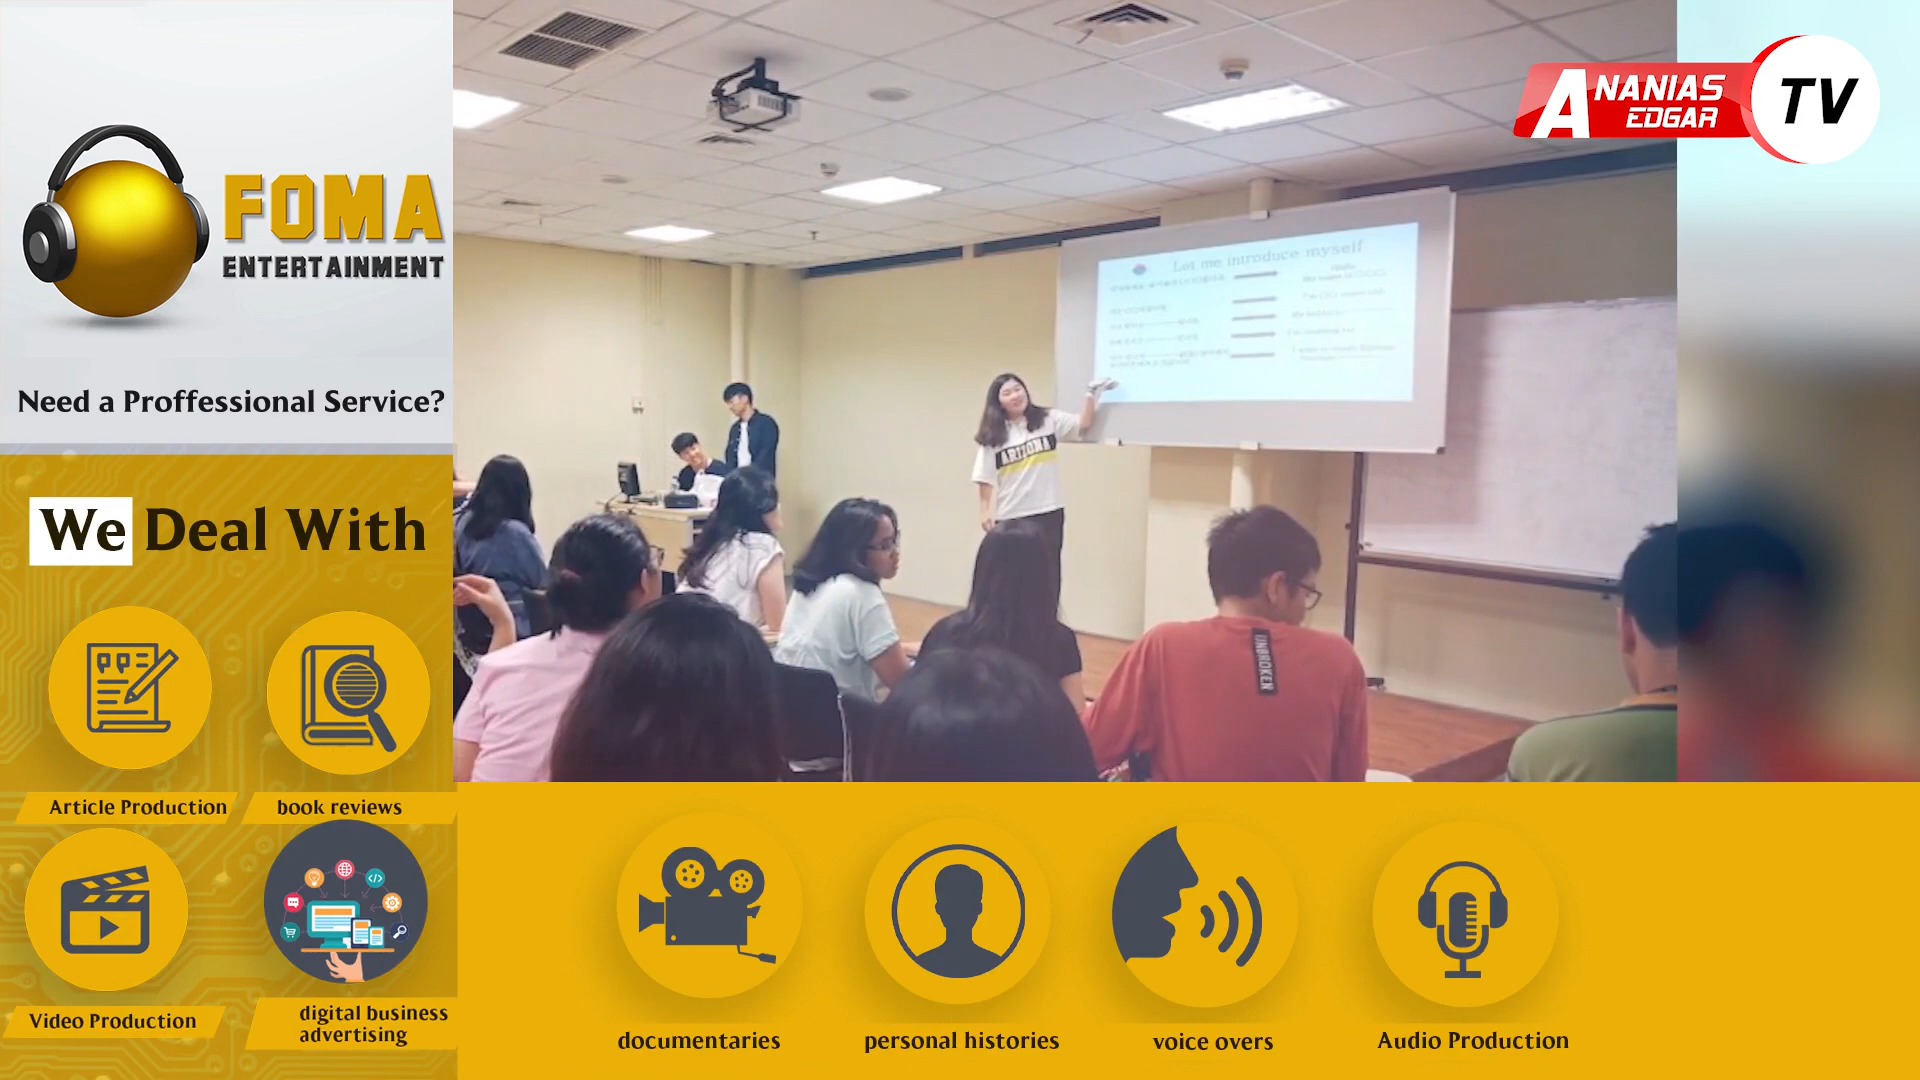 FOMA
ENTERTAINMENT
Need a Proffessional Service?
We Deal With
Article Production
book reviews
Video Production
digital business
advertising
documentaries
personal histories
voice overs
Audio Production
ANANIAS
EDGAR
TV
Let me introduce myself
ARIZONA
UNBROKEN